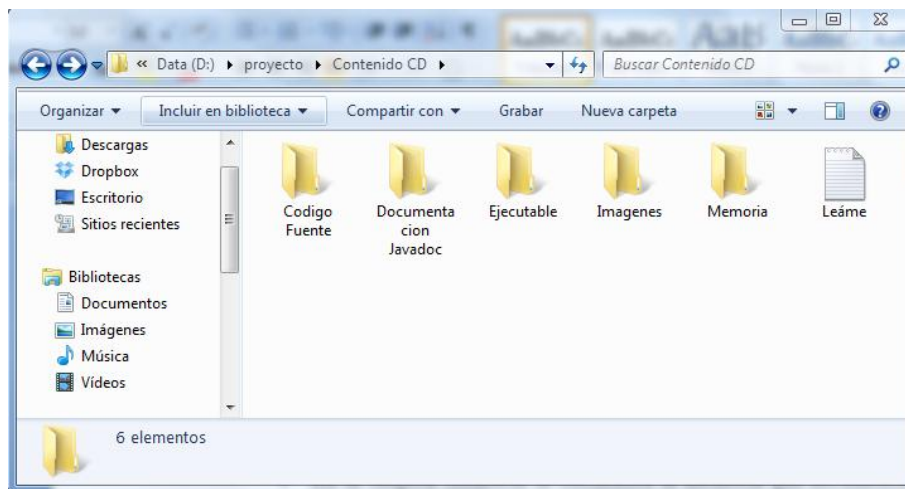 « Data (D:) ▸ proyecto ▸ Contenido CD ▸
Buscar Contenido CD
Organizar ▾ Incluir en biblioteca ▾ Compartir con ▾ Grabar Nueva carpeta
Descargas
Dropbox
Escritorio
Sitios recientes
Bibliotecas
Documentos
Imágenes
Música
Vídeos
Codigo
Fuente
Documenta
cion
Javadoc
Ejecutable
Imagenes
Memoria
Leáme
6 elementos